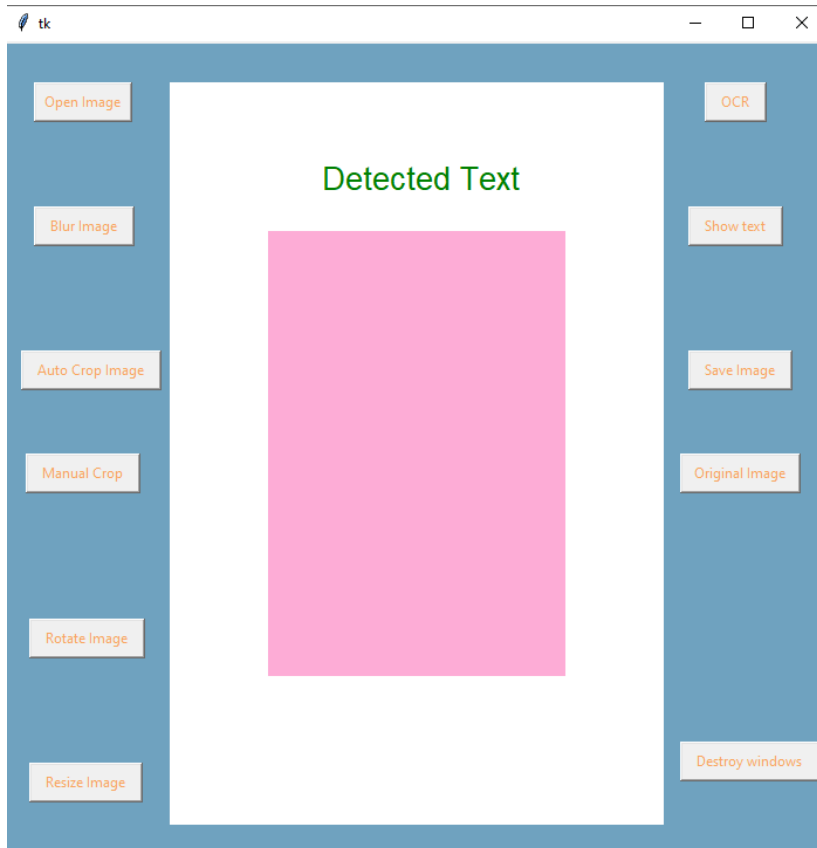 tk
Open Image
OCR
Detected Text
Blur Image
Show text
Auto Crop Image
Save Image
Manual Crop
Original Image
Rotate Image
Destroy windows
Resize Image